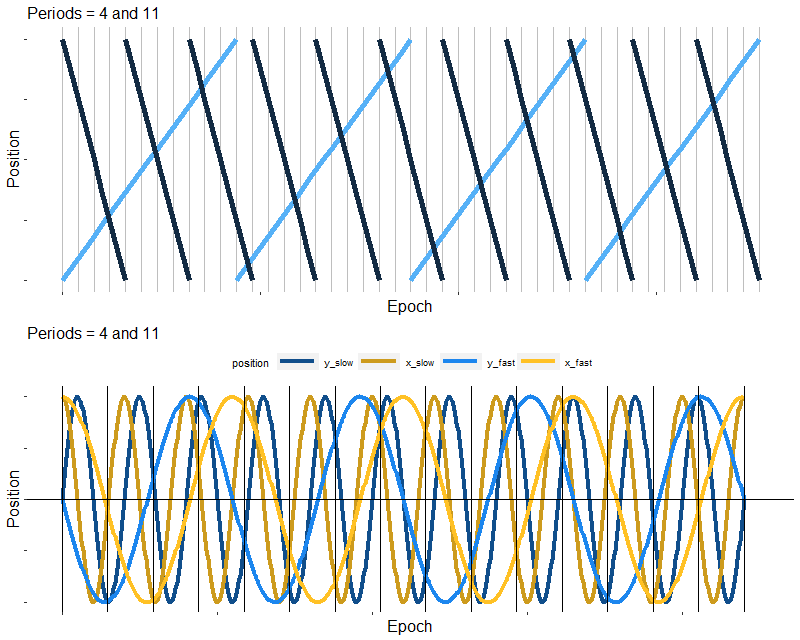 Periods = 4 and 11
Position
Epoch
Periods = 4 and 11
position y_slow x_slow y_fast x_fast
Position
Epoch